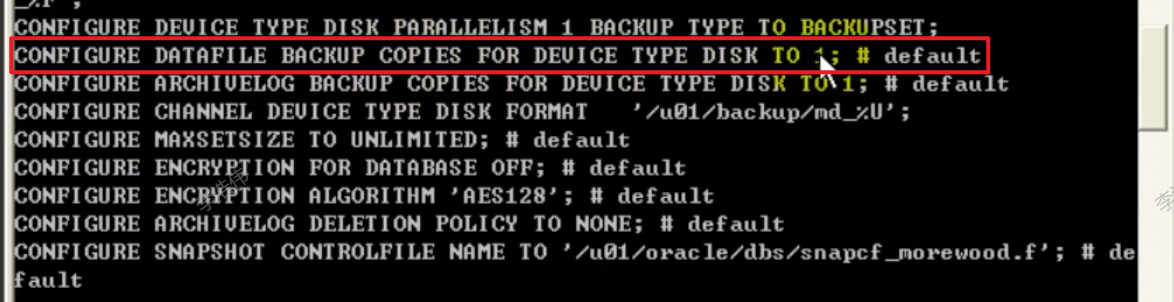 _%F';
CONFIGURE DEVICE TYPE DISK PARALLELISM 1 BACKUP TYPE TO BACKUPSET;
CONFIGURE DATAFILE BACKUP COPIES FOR DEVICE TYPE DISK TO 1; # default
CONFIGURE ARCHIVELOG BACKUP COPIES FOR DEVICE TYPE DISK TO 1; # default
CONFIGURE CHANNEL DEVICE TYPE DISK FORMAT   '/u01/backup/md_%U';
CONFIGURE MAXSETSIZE TO UNLIMITED; # default
CONFIGURE ENCRYPTION FOR DATABASE OFF; # default
CONFIGURE ENCRYPTION ALGORITHM 'AES128'; # default
CONFIGURE ARCHIVELOG DELETION POLICY TO NONE; # default
CONFIGURE SNAPSHOT CONTROLFILE NAME TO '/u01/oracle/dbs/snapcf_morewood.f'; # de
fault